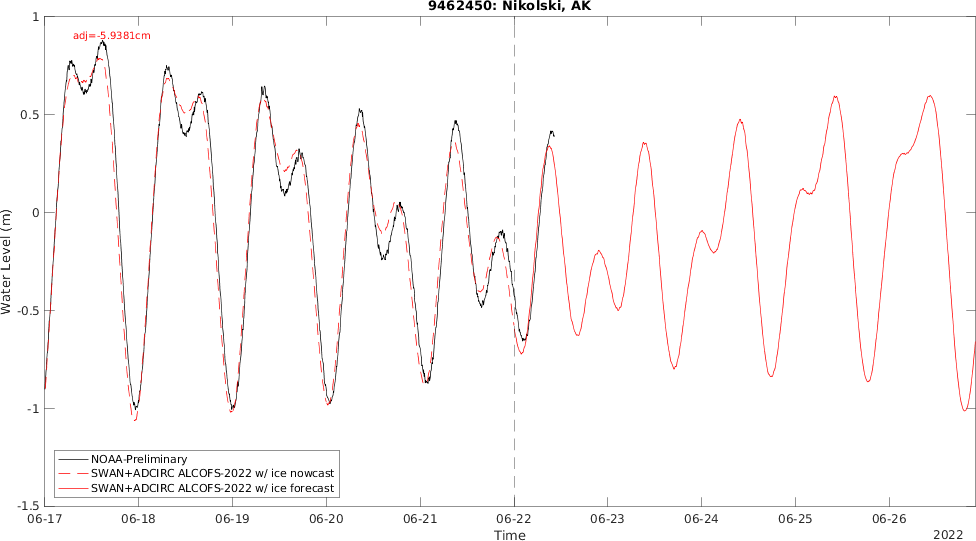 9462450: Nikolski, AK
adj=-5.9381cm
Water Level (m)
1
0.5
0
-0.5
-1
-1.5
NOAA-Preliminary
SWAN+ADCIRC ALCOFS-2022 w/ ice nowcast
SWAN+ADCIRC ALCOFS-2022 w/ ice forecast
06-17 06-18 06-19 06-20 06-21 06-22 06-23 06-24 06-25 06-26
Time
2022